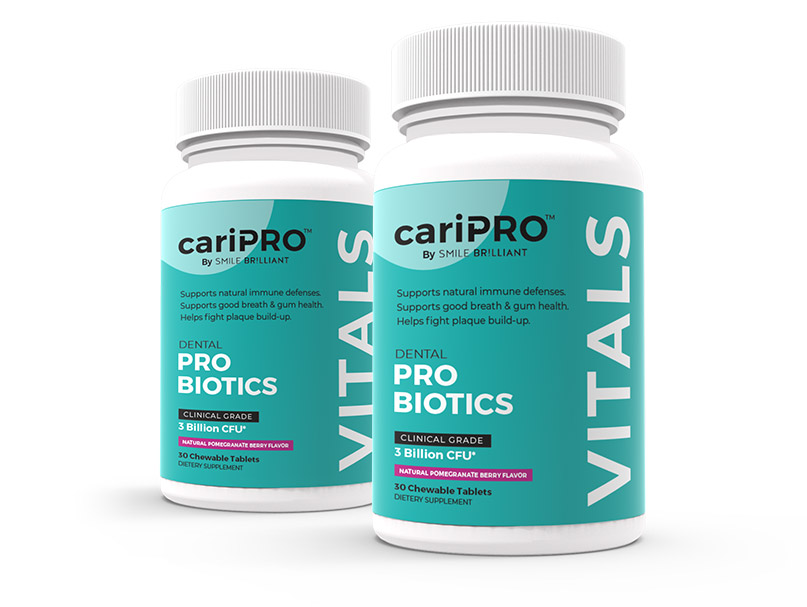 cariPRO™
By SMILE BR!LLIANT
Supports natural immune defenses.
Supports good breath & gum health.
Helps fight plaque build-up.
DENTAL
PRO
BIOTICS
CLINICAL GRADE
3 Billion CFU*
NATURAL POMEGRANATE BERRY FLAVOR
30 Chewable Tablets
DIETARY SUPPLEMENT
VITALS
cariPRO™
By SMILE BR!LLIANT
Supports natural immune defenses.
Supports good breath & gum health.
Helps fight plaque build-up.
DENTAL
PRO
BIOTICS
CLINICAL GRADE
3 Billion CFU*
NATURAL POMEGRANATE BERRY FLAVOR
30 Chewable Tablets
DIETARY SUPPLEMENT
VITALS